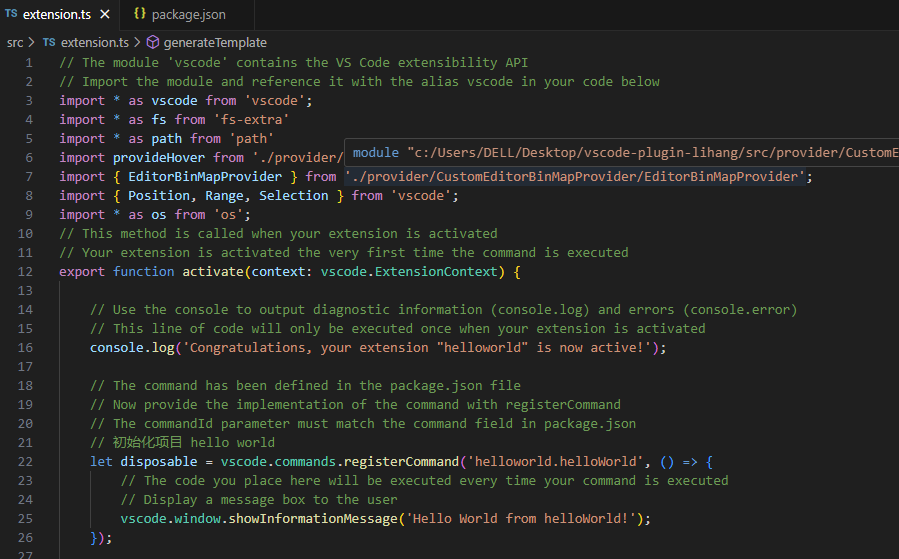 TS extension.ts ×
{} package.json
src > TS extension.ts > generateTemplate
1 // The module 'vscode' contains the VS Code extensibility API
2 // Import the module and reference it with the alias vscode in your code below
3 import * as vscode from 'vscode';
4 import * as fs from 'fs-extra'
5 import * as path from 'path'
6 import provideHover from './provider/
module "c:/Users/DELL/Desktop/vscode-plugin-lihang/src/provider/CustomE
7 import { EditorBinMapProvider } from './provider/CustomEditorBinMapProvider/EditorBinMapProvider';
8 import { Position, Range, Selection } from 'vscode';
9 import * as os from 'os';
10 // This method is called when your extension is activated
11 // Your extension is activated the very first time the command is executed
12 export function activate(context: vscode.ExtensionContext) {
13
14 // Use the console to output diagnostic information (console.log) and errors (console.error)
15 // This line of code will only be executed once when your extension is activated
16 console.log('Congratulations, your extension "helloworld" is now active!');
17
18 // The command has been defined in the package.json file
19 // Now provide the implementation of the command with registerCommand
20 // The commandId parameter must match the command field in package.json
21 // 初始化项目 hello world
22 let disposable = vscode.commands.registerCommand('helloworld.helloWorld', () => {
23 // The code you place here will be executed every time your command is executed
24 // Display a message box to the user
25 vscode.window.showInformationMessage('Hello World from helloWorld!');
26 });
27